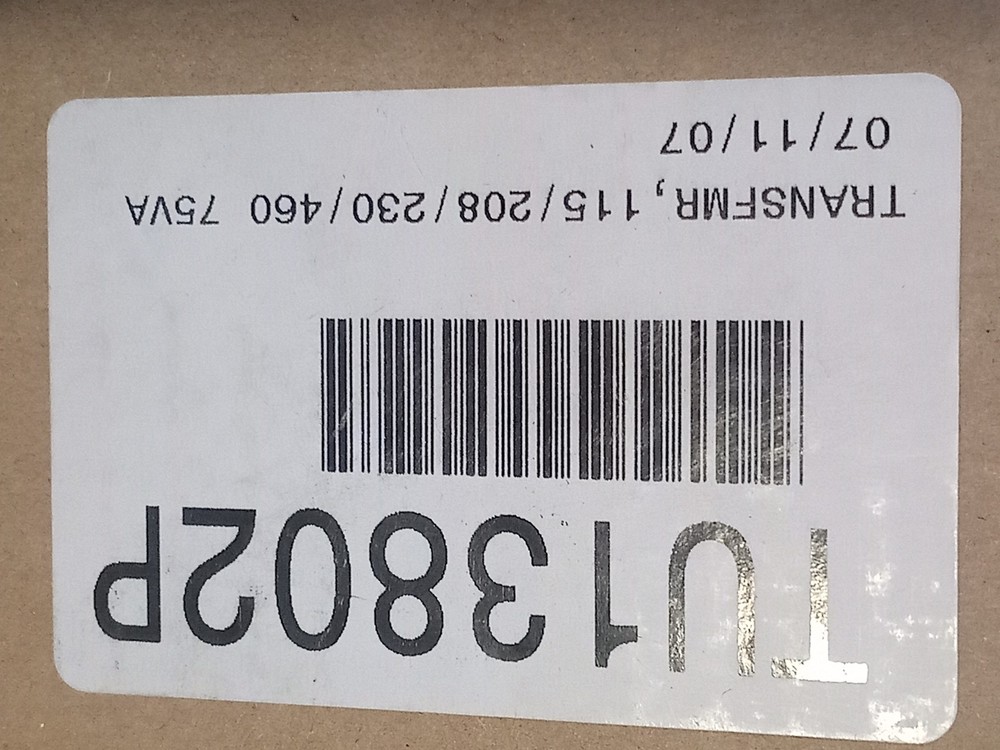 TU13802P
TRANSFMR, 115/208/230/460 75VA
07/11/07